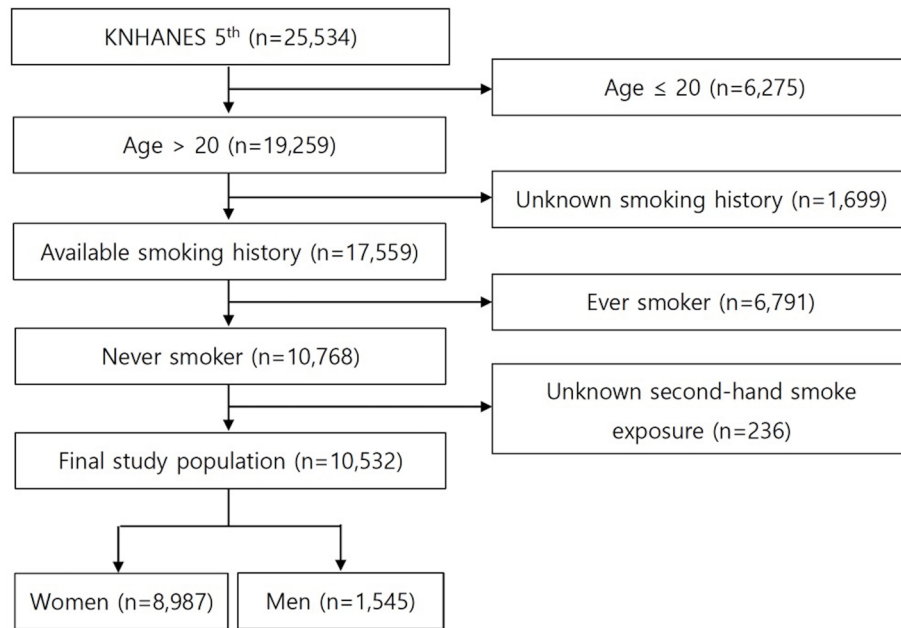 KNHANES 5th (n=25,534)
Age ≤ 20 (n=6,275)
Age > 20 (n=19,259)
Unknown smoking history (n=1,699)
Available smoking history (n=17,559)
Ever smoker (n=6,791)
Never smoker (n=10,768)
Unknown second-hand smoke
exposure (n=236)
Final study population (n=10,532)
Women (n=8,987)
Men (n=1,545)